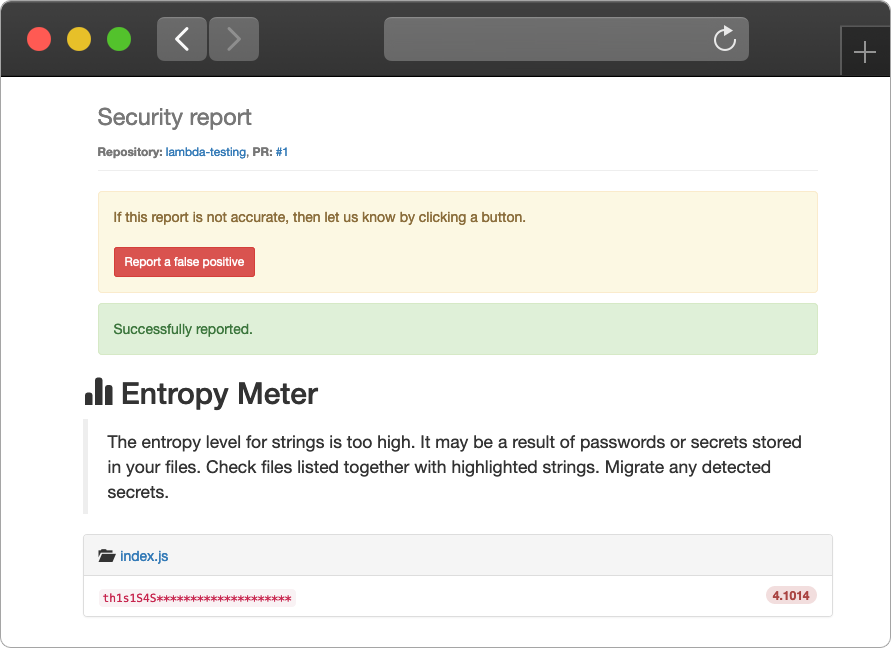 Security report
Repository: lambda-testing, PR: #1
If this report is not accurate, then let us know by clicking a button.
Report a false positive
Successfully reported.
Entropy Meter
The entropy level for strings is too high. It may be a result of passwords or secrets stored
in your files. Check files listed together with highlighted strings. Migrate any detected
secrets.
index.js
th1s1S4S********************
4.1014